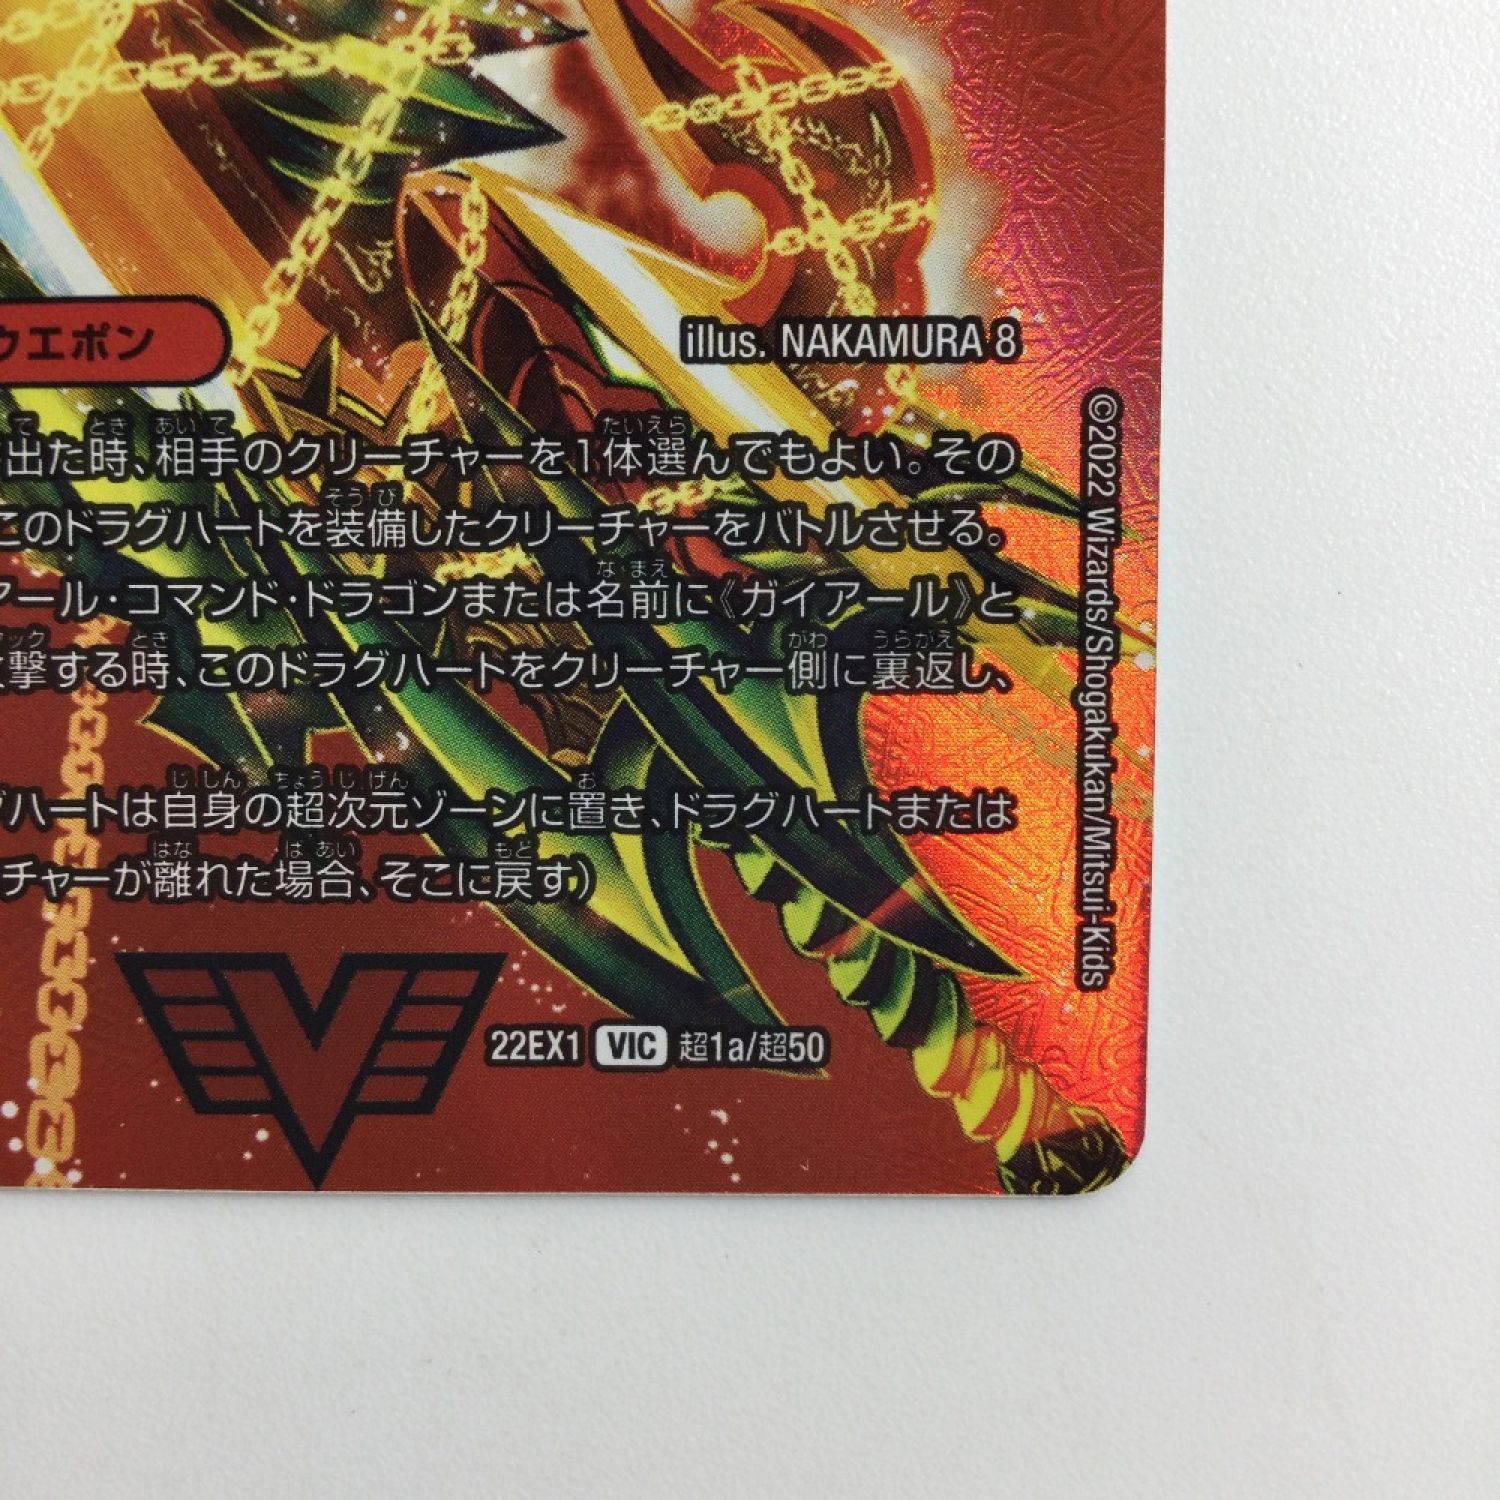 ウエポン
illus. NAKAMURA 8
出た時、相手のクリーチャーを1体選んでもよい。その
このドラグハートを装備したクリーチャーをバトルさせる。
アール・コマンド・ドラゴンまたは名前に《ガイアール》と
撃する時、このドラグハートをクリーチャー側に裏返し、
グハートは自身の超次元ゾーンに置き、ドラグハートまたは
チャーが離れた場合、そこに戻す)
22EX1 VIC 超1a/超50
©2022 Wizards/Shogakukan/Mitsui-Kids